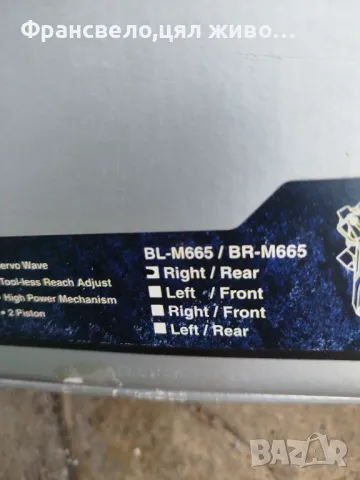 Франсвело,цял живо...
BL-M665 / BR-M665
ervo Wave
Right / Rear
Tool-less Reach Adjust
Left / Front
• High Power Mechanism
Right / Front
• 2 Piston
Left / Rear
BAZAR